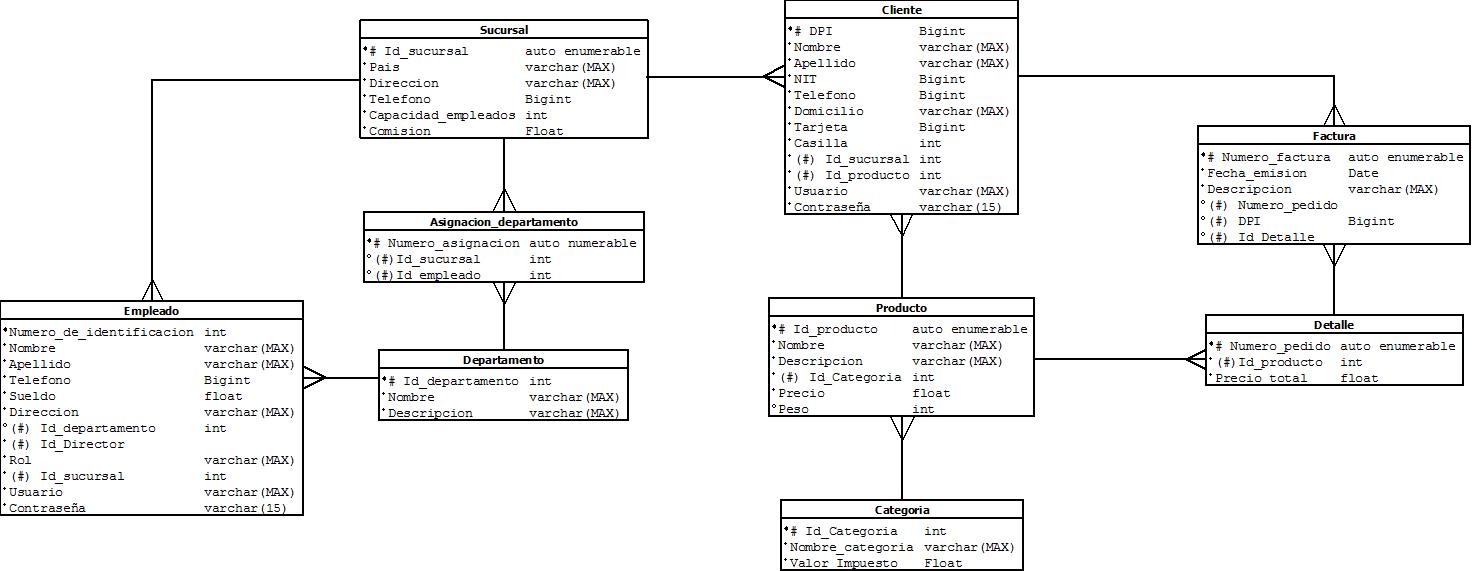 Sucursal
*# Id_sucursal auto enumerable
*Pais varchar(MAX)
*Direccion varchar(MAX)
*Telefono Bigint
*Capacidad_empleados int
*Comision Float
Cliente
*# DPI Bigint
*Nombre varchar(MAX)
*Apellido varchar(MAX)
*NIT Bigint
*Telefono Bigint
*Domicilio varchar(MAX)
*Tarjeta Bigint
*Casilla int
*(#) Id_sucursal int
*(#) Id_producto int
*Usuario varchar(MAX)
*Contraseña varchar(15)
Factura
*# Numero_factura auto enumerable
*Fecha_emision Date
*Descripcion varchar(MAX)
°(#) Numero_pedido
°(#) DPI Bigint
°(#) Id_Detalle
Asignacion_departamento
*# Numero_asignacion auto numerable
°(#)Id_sucursal int
°(#)Id_empleado int
Empleado
*Numero_de_identificacion int
*Nombre varchar(MAX)
*Apellido varchar(MAX)
*Telefono Bigint
*Sueldo float
*Direccion varchar(MAX)
°(#) Id_departamento int
*(#) Id_Director
*Rol varchar(MAX)
*(#) Id_sucursal int
*Usuario varchar(MAX)
*Contraseña varchar(15)
Departamento
*# Id_departamento int
*Nombre varchar(MAX)
*Descripcion varchar(MAX)
Producto
*# Id_producto auto enumerable
*Nombre varchar(MAX)
*Descripcion varchar(MAX)
*(#) Id_Categoria int
*Precio float
°Peso int
Detalle
*# Numero_pedido auto enumerable
*(#)Id_producto int
*Precio_total float
Categoria
*# Id_Categoria int
*Nombre_categoria varchar(MAX)
*Valor_Impuesto Float